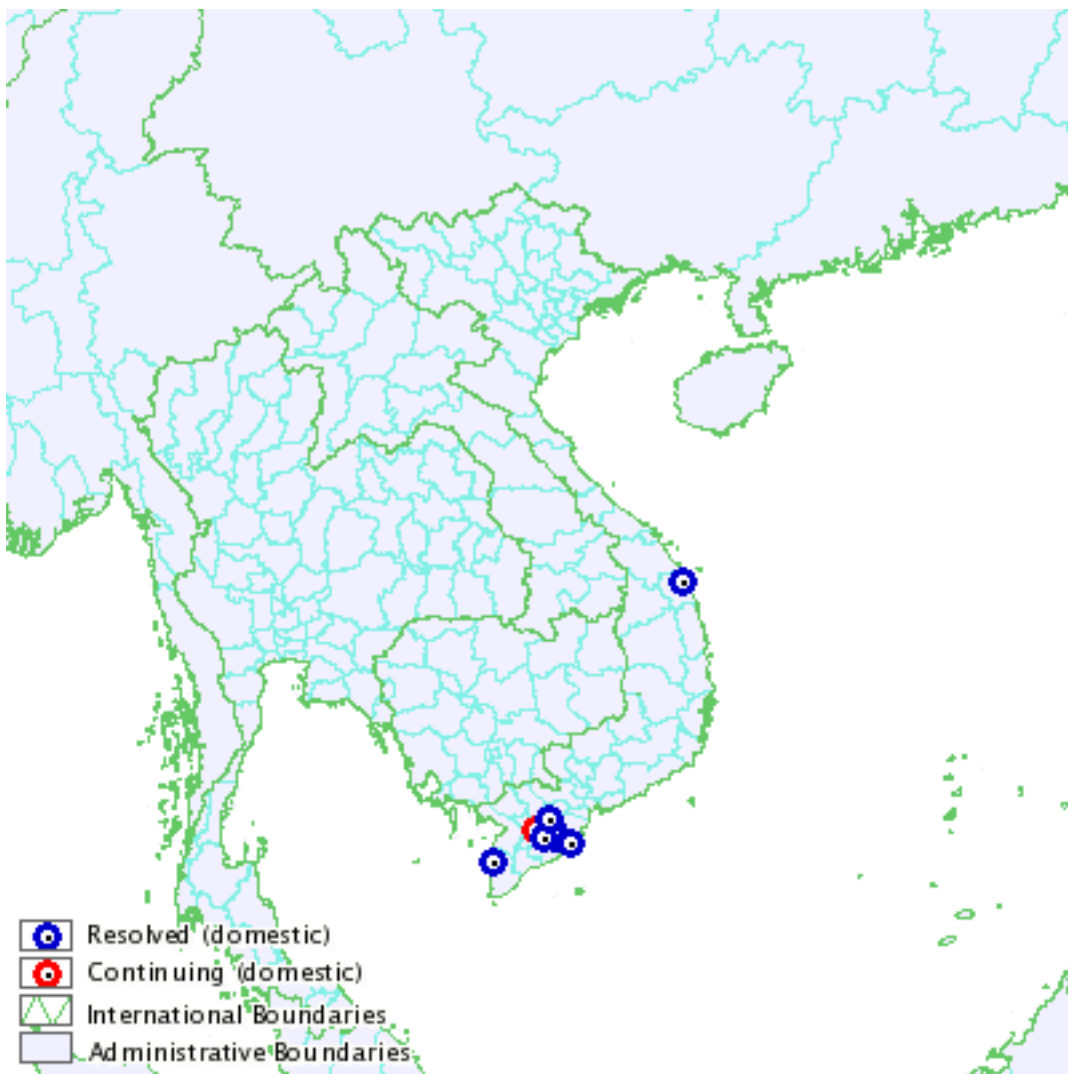 Resolved (domestic)
Continuing (domestic)
International Boundaries
Administrative Boundaries